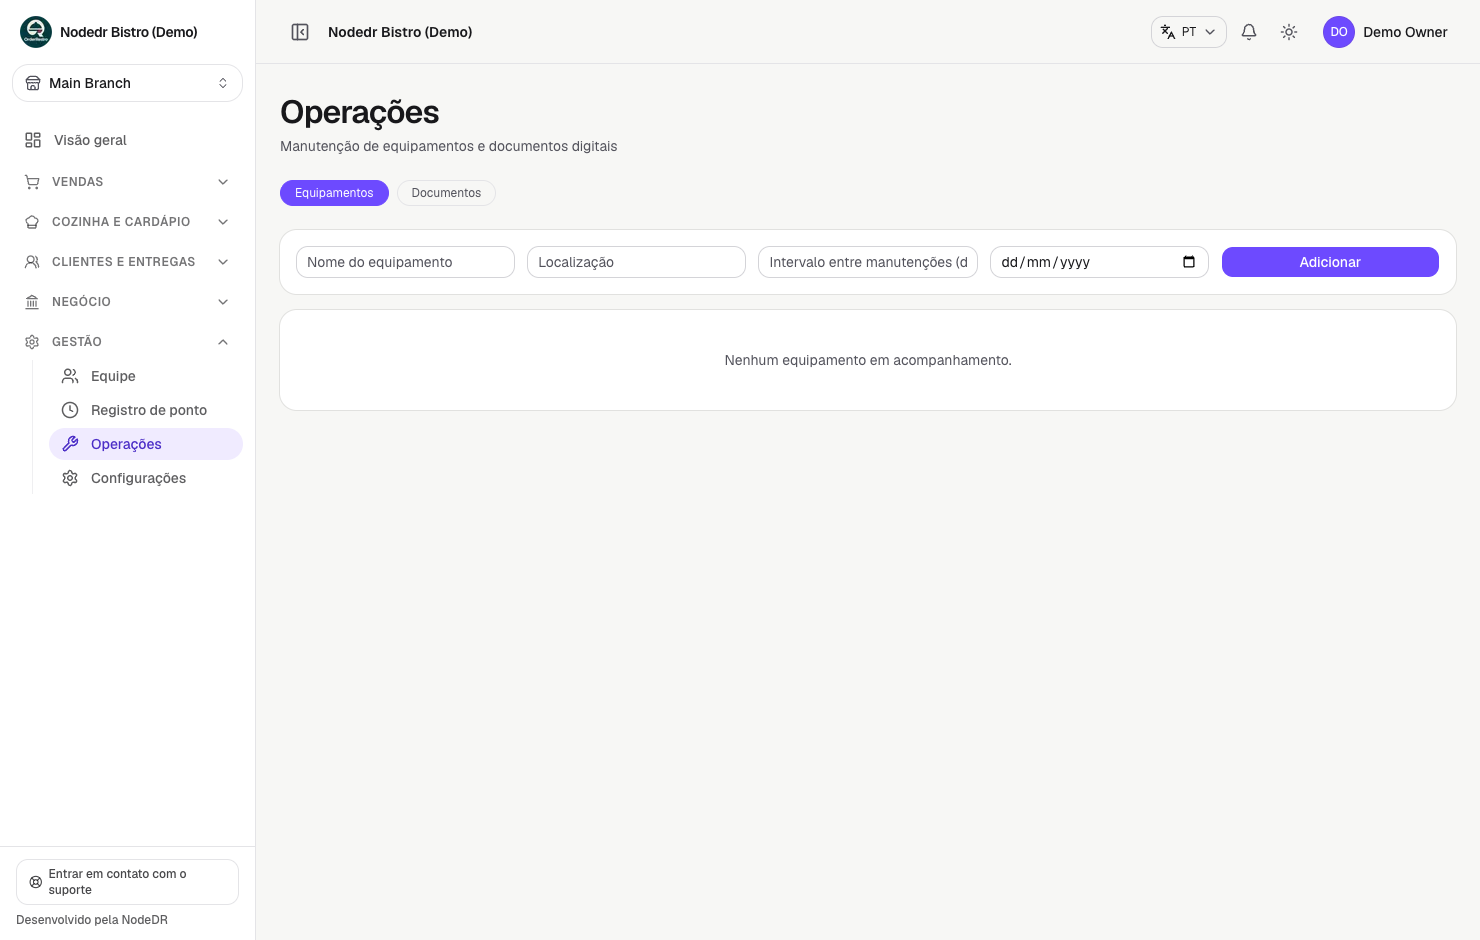 Nodedr Bistro (Demo)
Main Branch
Visão geral
VENDAS
COZINHA E CARDÁPIO
CLIENTES E ENTREGAS
NEGÓCIO
GESTÃO
Equipe
Registro de ponto
Operações
Configurações
Entrar em contato com o
suporte
Desenvolvido pela NodeDR
Nodedr Bistro (Demo)
PT
DO
Demo Owner
Operações
Manutenção de equipamentos e documentos digitais
Equipamentos
Documentos
Nome do equipamento
Localização
Intervalo entre manutenções (d
dd/mm/yyyy
Adicionar
Nenhum equipamento em acompanhamento.